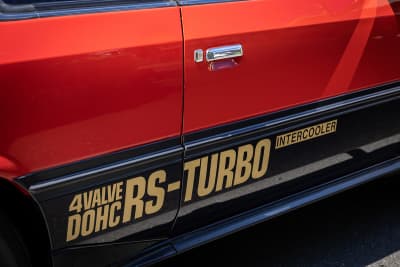 4VALVE
DOHC RS-TURBO INTERCOOLER